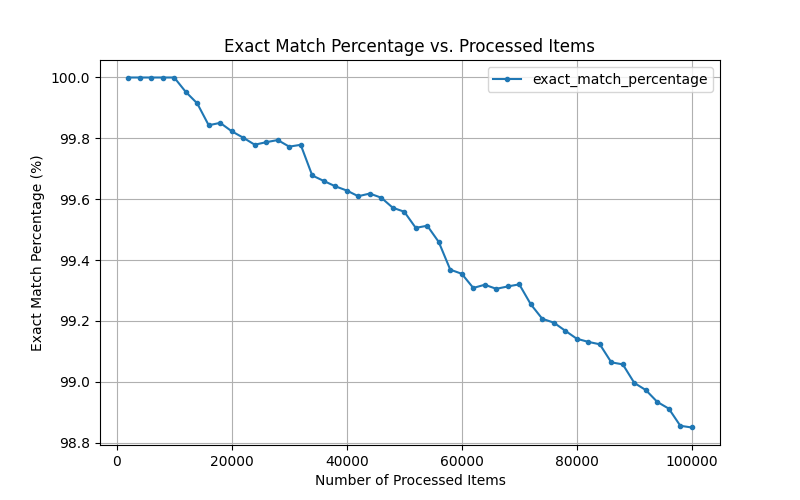 Exact Match Percentage vs. Processed Items
exact_match_percentage
100.0
99.8
99.6
99.4
99.2
99.0
98.8
Exact Match Percentage (%)
0 20000 40000 60000 80000 100000
Number of Processed Items